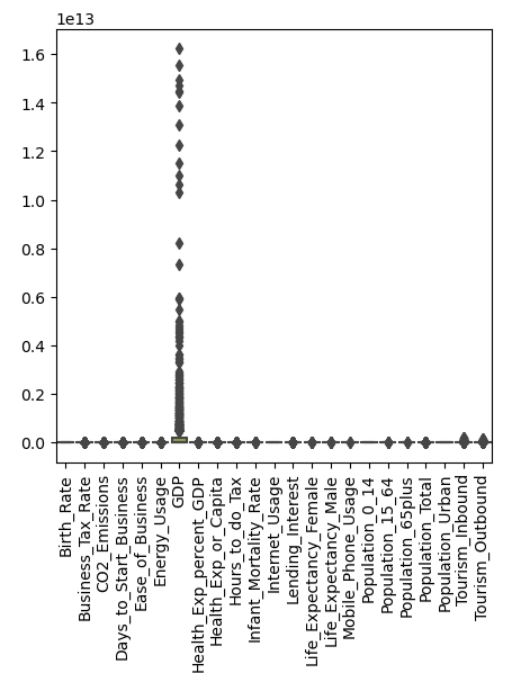 1e13
1.6
1.4
1.2
1.0
0.8
0.6
0.4
0.2
0.0
Birth_Rate
Business_Tax_Rate
CO2_Emissions
Days_to_Start_Business
Ease_of_Business
Energy_Usage
GDP
Health_Exp_percent_GDP
Health_Exp_or_Capita
Hours_to_do_Tax
Infant_Mortality_Rate
Internet_Usage
Lending_Interest
Life_Expectancy_Female
Life_Expectancy_Male
Mobile_Phone_Usage
Population_0_14
Population_15_64
Population_65plus
Population_Total
Population_Urban
Tourism_Inbound
Tourism_Outbound